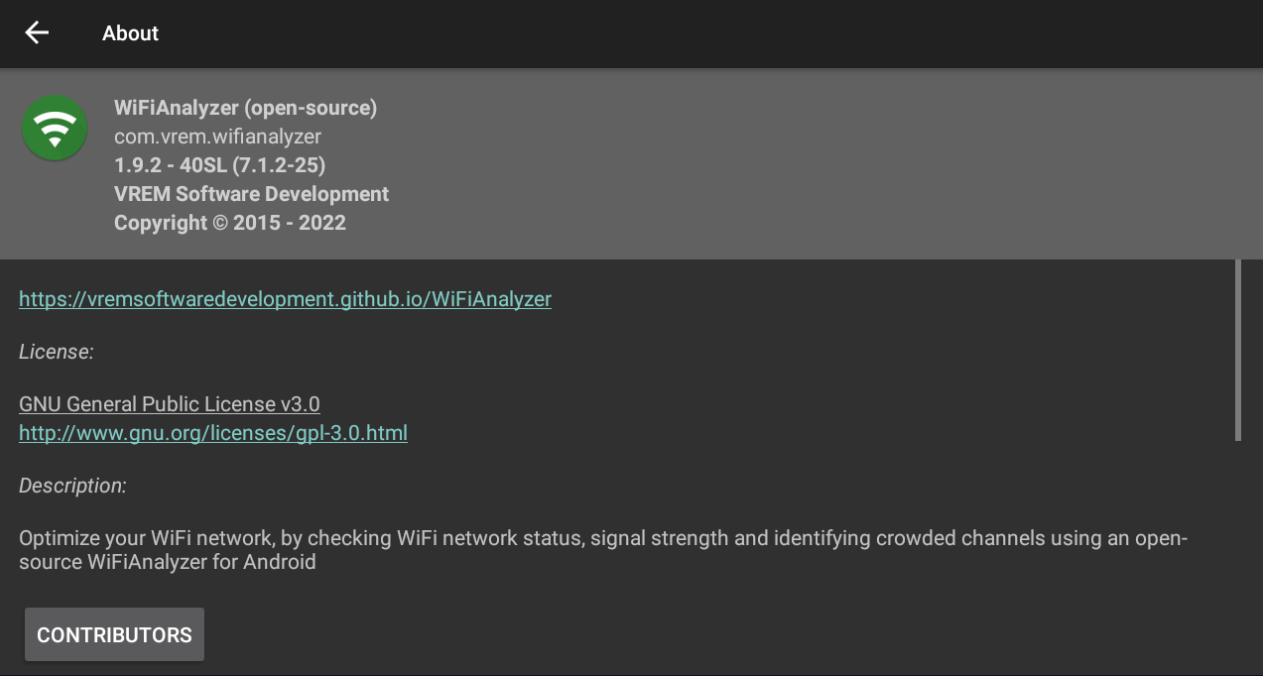 About
WiFiAnalyzer (open-source)
com.vrem.wifianalyzer
1.9.2 - 40SL (7.1.2-25)
VREM Software Development
Copyright © 2015 - 2022
https://vremsoftwaredevelopment.github.io/WiFiAnalyzer
License:
GNU General Public License v3.0
http://www.gnu.org/licenses/gpl-3.0.html
Description:
Optimize your WiFi network, by checking WiFi network status, signal strength and identifying crowded channels using an open-
source WiFiAnalyzer for Android
CONTRIBUTORS